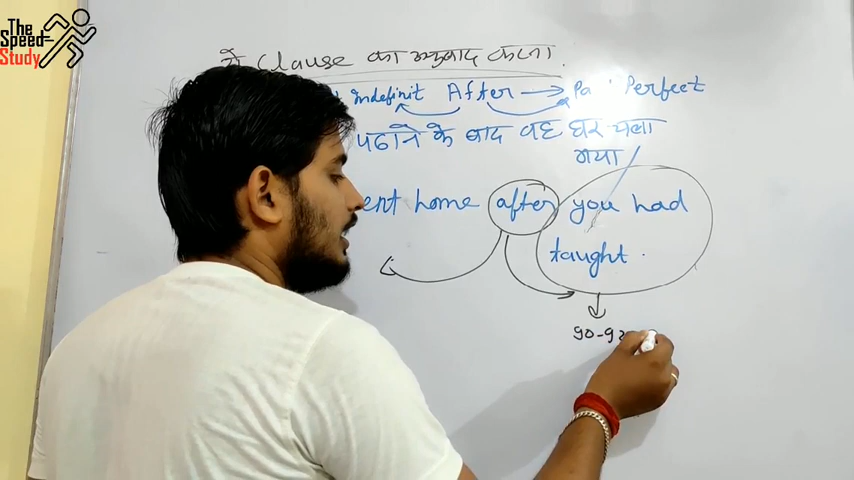 The
Speed
Study
ये Clause का अनुवाद करना.
Indefinit After → Pa Perfect
पढाने के बाद वह घर चला
गया
ent home after you had
taught.